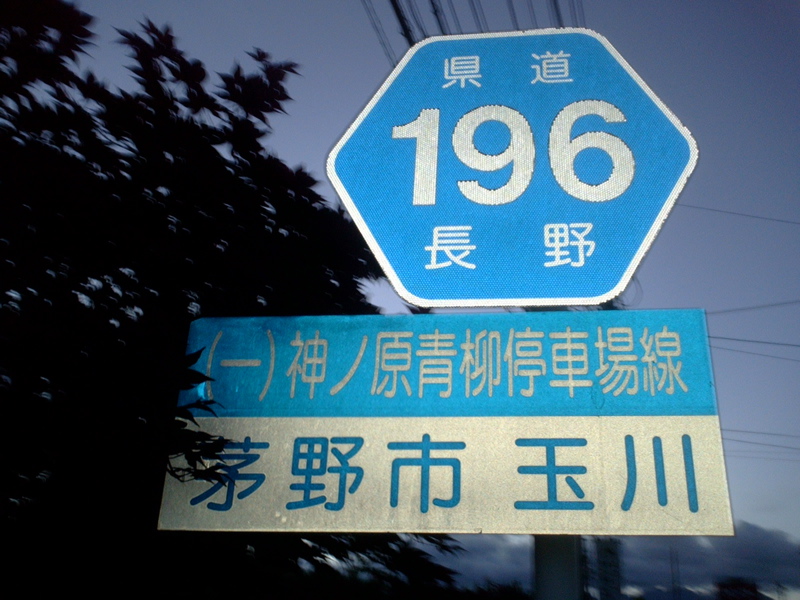 県道
196
長野
(一)神ノ原青柳停車場線
茅野市 玉川